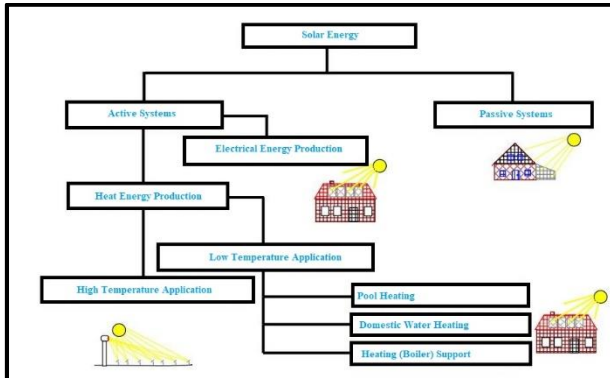 Solar Energy
Active Systems
Passive Systems
Electrical Energy Production
Heat Energy Production
Low Temperature Application
High Temperature Application
Pool Heating
Domestic Water Heating
Heating (Boiler) Support